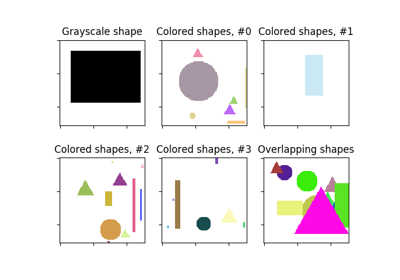 Grayscale shape
Colored shapes, #0
Colored shapes, #1
Colored shapes, #2
Colored shapes, #3
Overlapping shapes